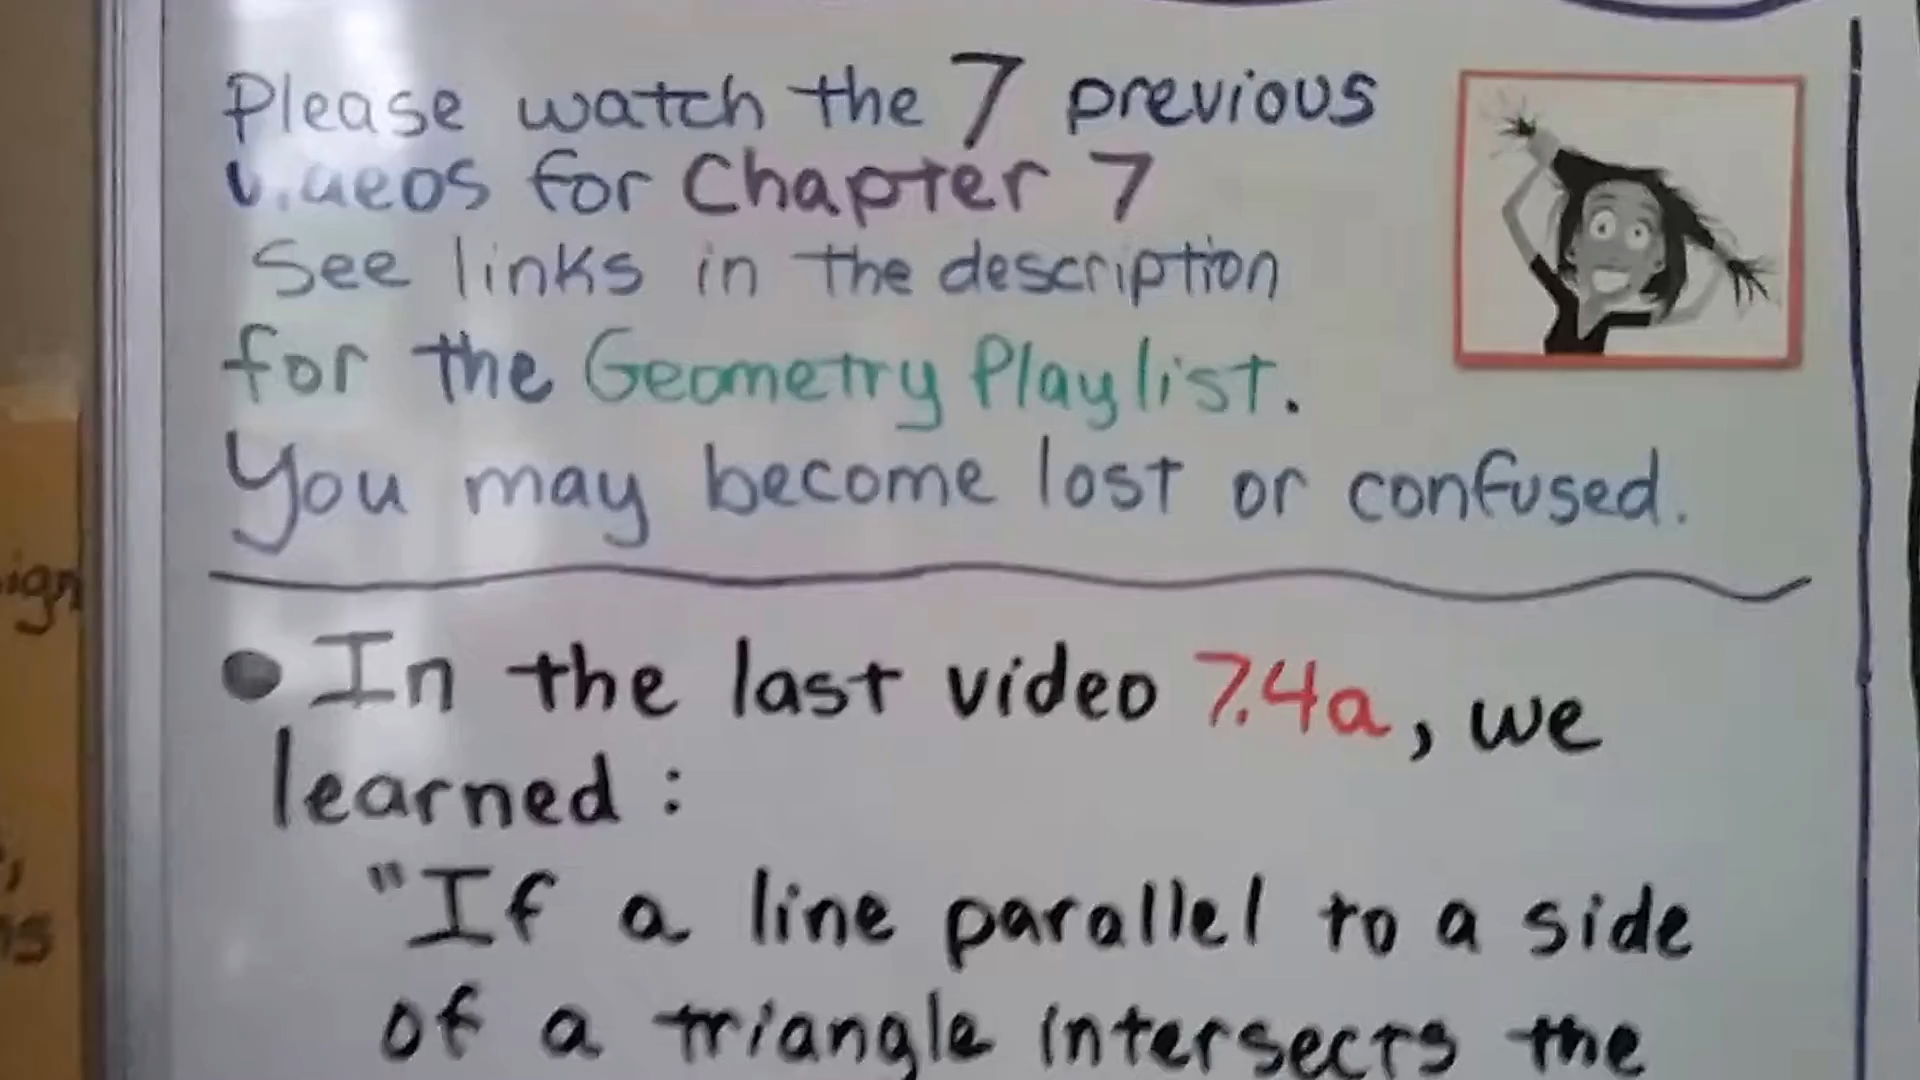 Please watch the 7 previous
videos for Chapter 7
See links in the description
for the Geometry Playlist.
You may become lost or confused.
• In the last video 7.4a, we
learned:
"If a line parallel to a side
of a triangle intersects the